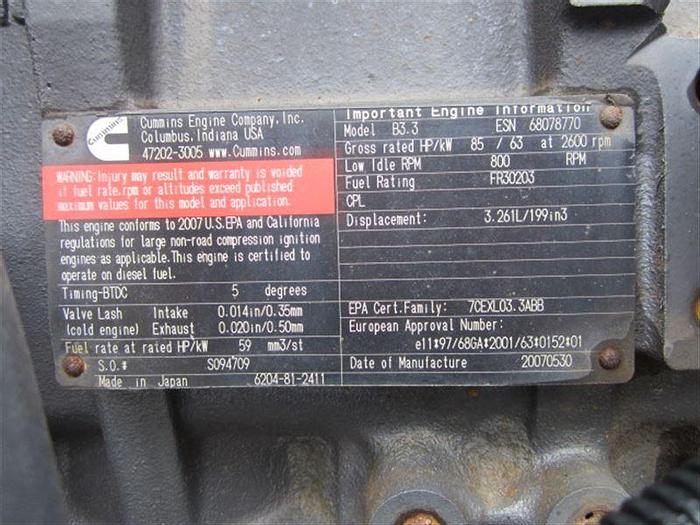 Cummins
Cummins Engine Company, Inc.
Columbus, Indiana USA
47202-3005 www.Cummins.com
WARNING: Injury may result and warranty is voided
if fuel rate.rpm or altitudes exceed published
maximum values for this model and application.
This engine conforms to 2007 U.S.EPA and California
regulations for large non-road compression ignition
engines as applicable.This engine is certified to
operate on diesel fuel.
Timing-BTDC 5 degrees
Valve Lash Intake 0.014in/0.35mm
(cold engine) Exhaust 0.020in/0.50mm
Fuel rate at rated HP/kW 59 mm3/st
S.O.# S094709
Made in Japan 6204-81-2411
Important Engine Information
Model B3.3 ESN 68078770
Gross rated HP/kW 85 / 63 at 2600 rpm
Low Idle RPM 800 RPM
Fuel Rating FR30203
CPL
Displacement: 3.261L/199in3
EPA Cert.Family: 7CEXL03.3ABB
European Approval Number:
e11*97/68GA*2001/63*0152*01
Date of Manufacture 20070530